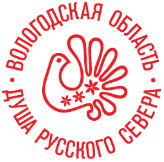 ВОЛОГОДСКАЯ ОБЛАСТЬ
ДУША РУССКОГО СЕВЕРА